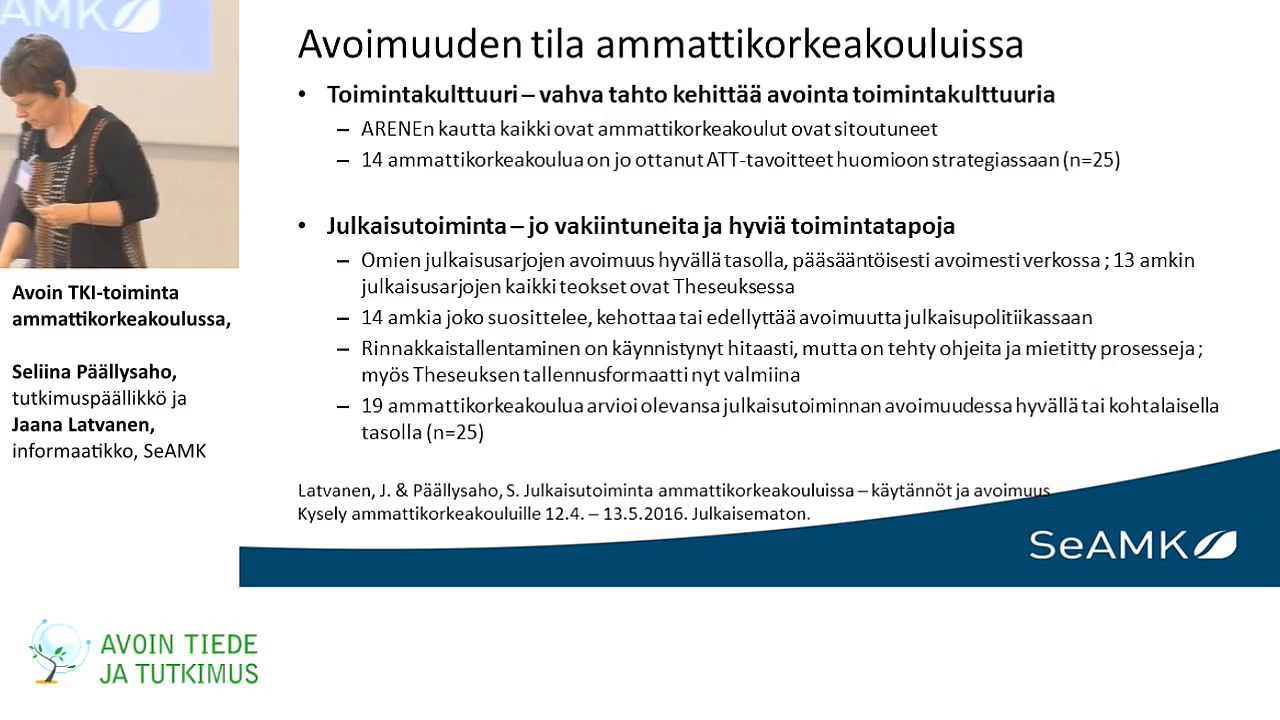 AMK
Avoimuuden tila ammattikorkeakouluissa
• Toimintakulttuuri – vahva tahto kehittää avointa toimintakulttuuria
– ARENEn kautta kaikki ovat ammattikorkeakoulut ovat sitoutuneet
– 14 ammattikorkeakoulua on jo ottanut ATT-tavoitteet huomioon strategiassaan (n=25)
• Julkaisutoiminta – jo vakiintuneita ja hyviä toimintatapoja
– Omien julkaisusarjojen avoimuus hyvällä tasolla, pääsääntöisesti avoimesti verkossa ; 13 amkin
julkaisusarjojen kaikki teokset ovat Theseuksessa
– 14 amkia joko suosittelee, kehottaa tai edellyttää avoimuutta julkaisupolitiikassaan
– Rinnakkaistallentaminen on käynnistynyt hitaasti, mutta on tehty ohjeita ja mietitty prosesseja ;
myös Theseuksen tallennusformaatti nyt valmiina
– 19 ammattikorkeakoulua arvioi olevansa julkaisutoiminnan avoimuudessa hyvällä tai kohtalaisella
tasolla (n=25)
Latvanen, J. & Päällysaho, S. Julkaisutoiminta ammattikorkeakouluissa – käytännöt ja avoimuus
Kysely ammattikorkeakouluille 12.4. – 13.5.2016. Julkaisematon.
SeAMK
Avoin TKI-toiminta
ammattikorkeakoulussa,
Seliina Päällysaho,
tutkimuspäällikkö ja
Jaana Latvanen,
informaatikko, SeAMK
AVOIN TIEDE
JA TUTKIMUS